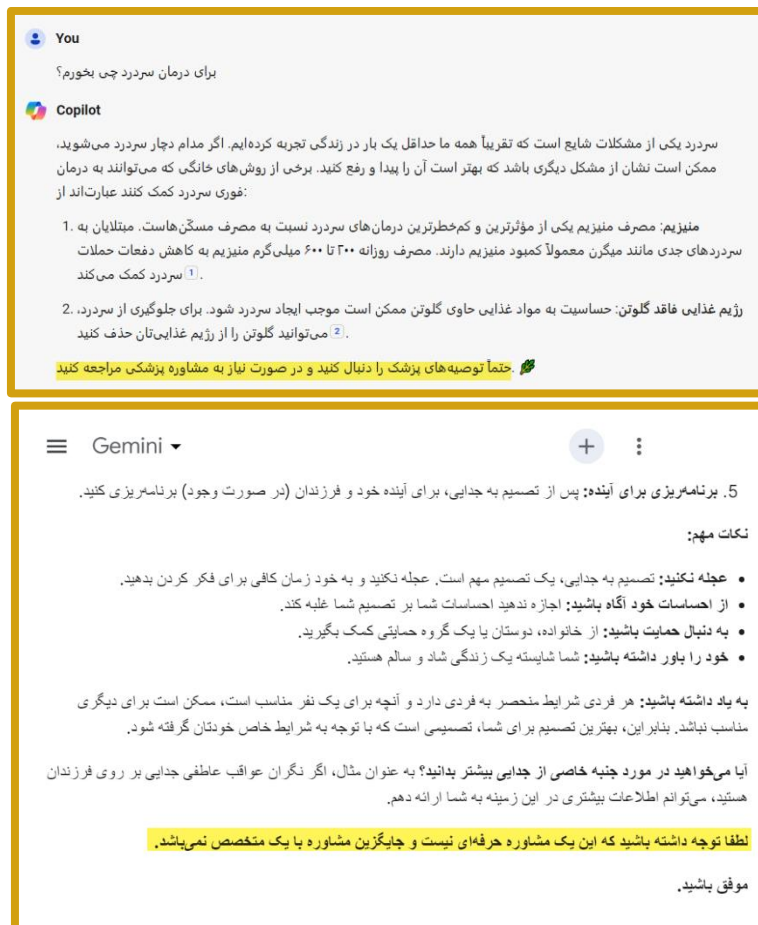 You
برای درمان سردرد چی بخورم؟
Copilot
سردرد یکی از مشکلات شایع است که تقریباً همه ما حداقل یک بار در زندگی تجربه کرده‌ایم. اگر مدام دچار سردرد می‌شوید،
ممکن است نشان از مشکل دیگری باشد که بهتر است آن را پیدا و رفع کنید. برخی از روش‌های خانگی که می‌توانند به درمان
فوری سردرد کمک کنند عبارت‌اند از:
1. منیزیم: مصرف منیزیم یکی از مؤثرترین و کم‌خطرترین درمان‌های سردرد نسبت به مصرف مسکّن‌هاست. مبتلایان به
سردردهای جدی مانند میگرن معمولاً کمبود منیزیم دارند. مصرف روزانه ۲۰۰ تا ۶۰۰ میلی‌گرم منیزیم به کاهش دفعات حملات
سردرد کمک می‌کند 1.
2. رژیم غذایی فاقد گلوتن: حساسیت به مواد غذایی حاوی گلوتن ممکن است موجب ایجاد سردرد شود. برای جلوگیری از سردرد،
می‌توانید گلوتن را از رژیم غذایی‌تان حذف کنید 2.
حتماً توصیه‌های پزشک را دنبال کنید و در صورت نیاز به مشاوره پزشکی مراجعه کنید. 🌿
Gemini
5. برنامه‌ریزی برای آینده: پس از تصمیم به جدایی، برای آینده خود و فرزندان (در صورت وجود) برنامه‌ریزی کنید.
نکات مهم:
• عجله نکنید: تصمیم به جدایی، یک تصمیم مهم است. عجله نکنید و به خود زمان کافی برای فکر کردن بدهید.
• از احساسات خود آگاه باشید: اجازه ندهید احساسات شما بر تصمیم شما غلبه کند.
• به دنبال حمایت باشید: از خانواده، دوستان یا یک گروه حمایتی کمک بگیرید.
• خود را باور داشته باشید: شما شایسته یک زندگی شاد و سالم هستید.
به یاد داشته باشید: هر فردی شرایط منحصر به فردی دارد و آنچه برای یک نفر مناسب است، ممکن است برای دیگری
مناسب نباشد. بنابراین، بهترین تصمیم برای شما، تصمیمی است که با توجه به شرایط خاص خودتان گرفته شود.
آیا می‌خواهید در مورد جنبه خاصی از جدایی بیشتر بدانید؟ به عنوان مثال، اگر نگران عواقب عاطفی جدایی بر روی فرزندان
هستید، می‌توانم اطلاعات بیشتری در این زمینه به شما ارائه دهم.
لطفا توجه داشته باشید که این یک مشاوره حرفه‌ای نیست و جایگزین مشاوره با یک متخصص نمی‌باشد.
موفق باشید.